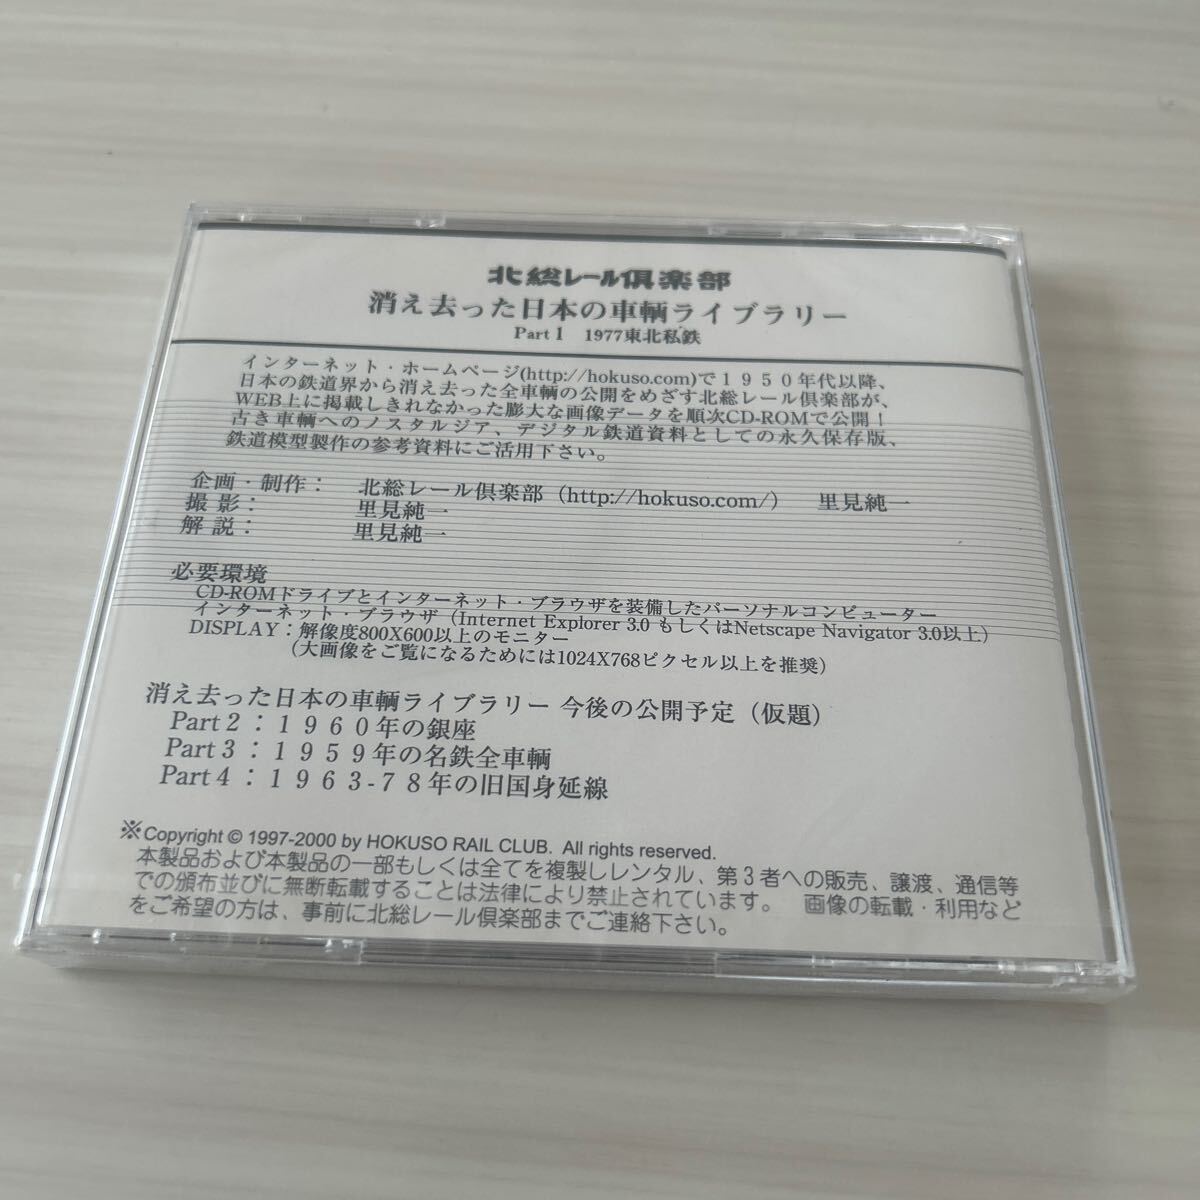 北総レール倶楽部
消え去った日本の車輌ライブラリー
Part 1　1977東北私鉄
インターネット・ホームページ(http://hokuso.com)で１９５０年代以降、
日本の鉄道界から消え去った全車輌の公開をめざす北総レール倶楽部が、
WEB上に掲載しきれなかった膨大な画像データを順次CD-ROMで公開！
古き車輌へのノスタルジア、デジタル鉄道資料としての永久保存版、
鉄道模型製作の参考資料にご活用下さい。
企画・制作：　北総レール倶楽部（http://hokuso.com/）　里見純一
撮 影：　里見純一
解 説：　里見純一
必要環境
CD-ROMドライブとインターネット・ブラウザを装備したパーソナルコンピューター
インターネット・ブラウザ（Internet Explorer 3.0 もしくはNetscape Navigator 3.0以上）
DISPLAY：解像度800X600以上のモニター
（大画像をご覧になるためには1024X768ピクセル以上を推奨）
消え去った日本の車輌ライブラリー 今後の公開予定（仮題）
Part 2：１９６０年の銀座
Part 3：１９５９年の名鉄全車輌
Part 4：１９６３-７８年の旧国身延線
※Copyright © 1997-2000 by HOKUSO RAIL CLUB. All rights reserved.
本製品および本製品の一部もしくは全てを複製しレンタル、第３者への販売、譲渡、通信等
での頒布並びに無断転載することは法律により禁止されています。　画像の転載・利用など
をご希望の方は、事前に北総レール倶楽部までご連絡下さい。